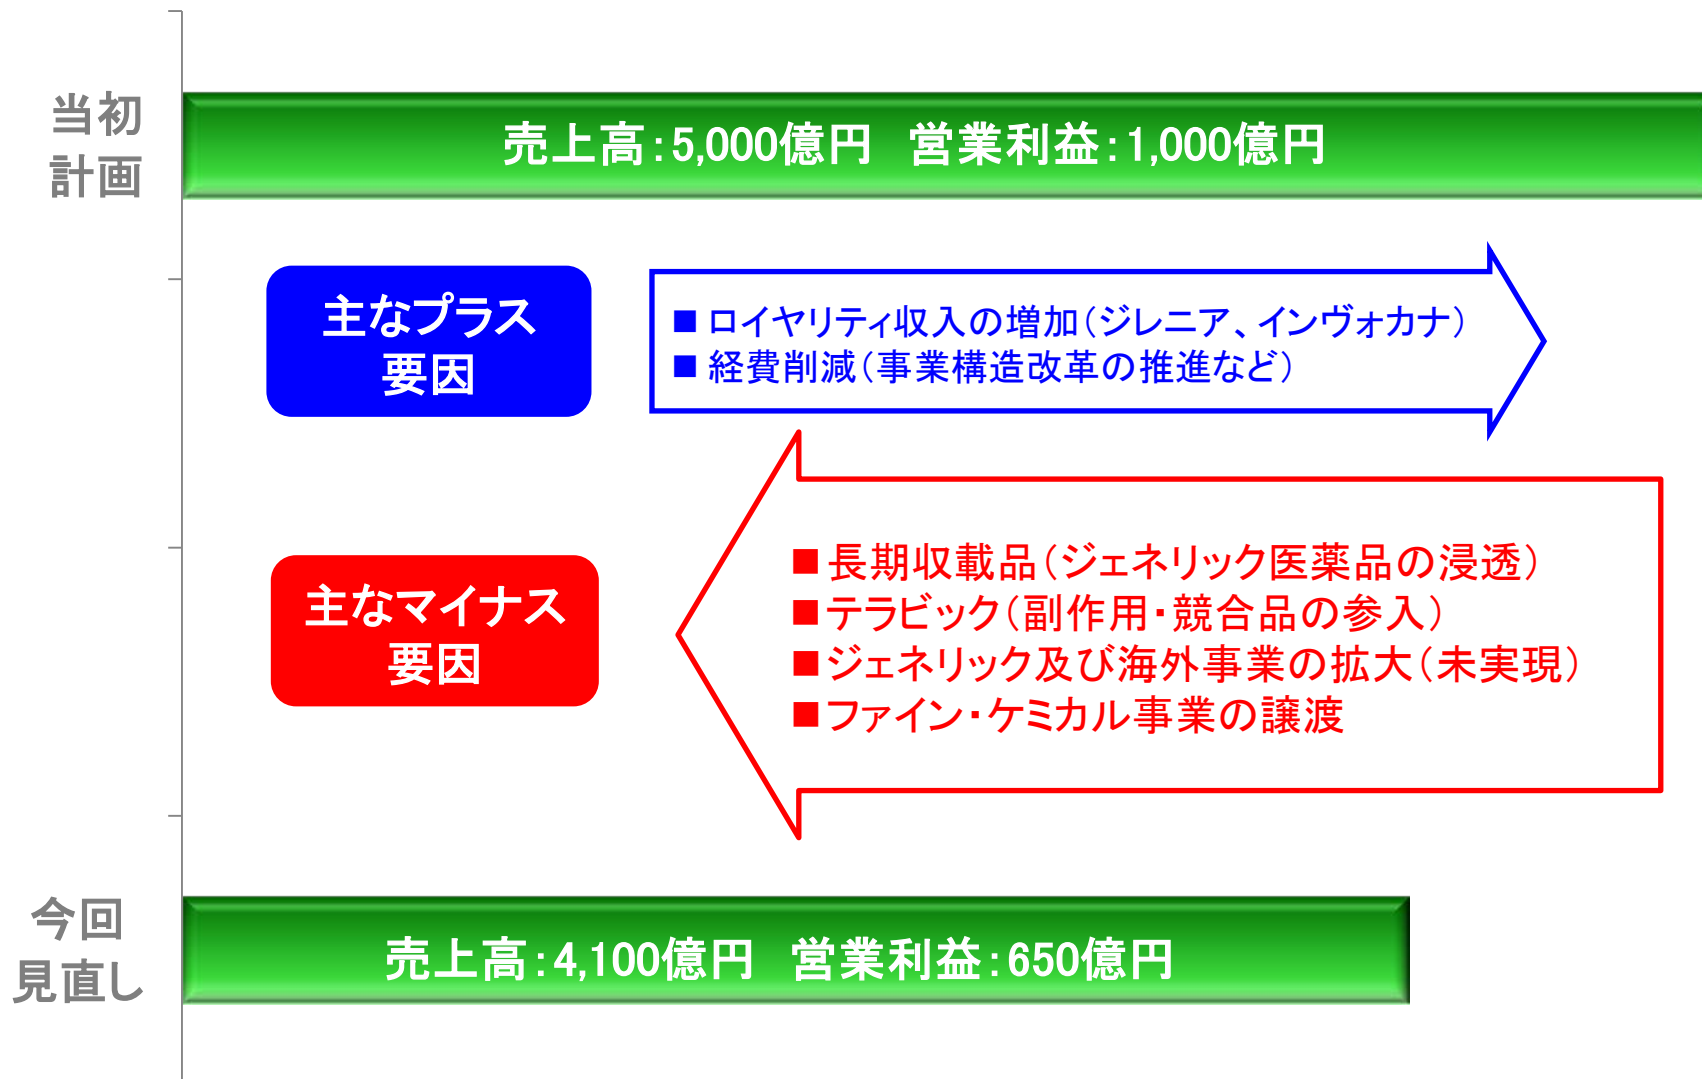 当初
計画
売上高：5,000億円　営業利益：1,000億円
主なプラス
要因
■ ロイヤリティ収入の増加（ジレニア、インヴォカナ）
■ 経費削減（事業構造改革の推進など）
主なマイナス
要因
■ 長期収載品（ジェネリック医薬品の浸透）
■ テラビック（副作用・競合品の参入）
■ ジェネリック及び海外事業の拡大（未実現）
■ ファイン・ケミカル事業の譲渡
今回
見直し
売上高：4,100億円　営業利益：650億円